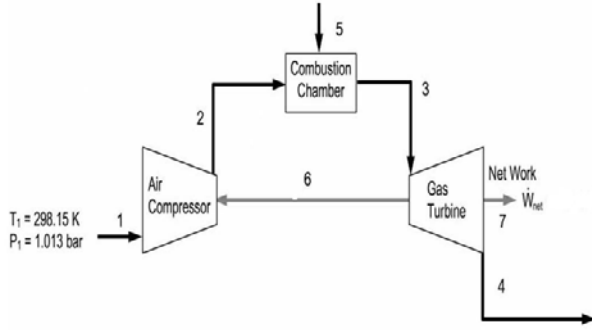 5
Combustion
Chamber
2
3
Air
Compressor
6
Gas
Turbine
Net Work
Ẇnet
7
T1 = 298.15 K
P1 = 1.013 bar
1
4